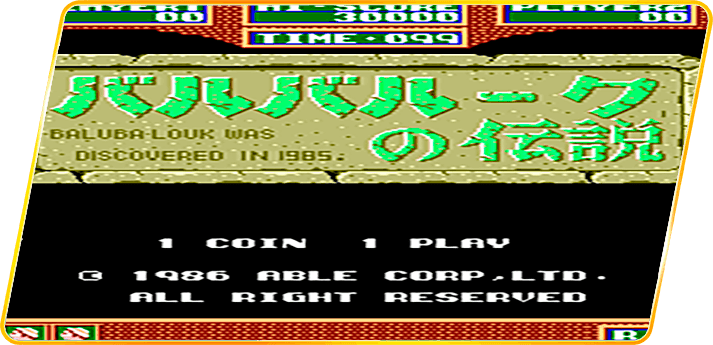 PLAYER1 HI-SCORE PLAYER2
00 30000 00
TIME・099
バルバルークの伝説
BALUBA-LOUK WAS
DISCOVERED IN 1985.
1 COIN 1 PLAY
© 1986 ABLE CORP,LTD.
ALL RIGHT RESERVED
R